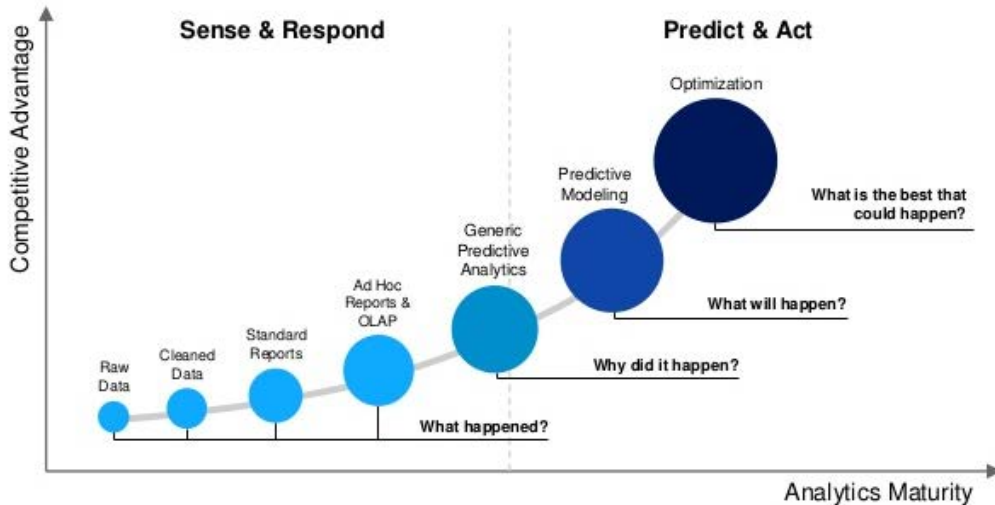 Sense & Respond
Predict & Act
Competitive Advantage
Optimization
Predictive
Modeling
What is the best that
could happen?
Generic
Predictive
Analytics
Ad Hoc
Reports &
OLAP
What will happen?
Standard
Reports
Cleaned
Data
Raw
Data
Why did it happen?
What happened?
Analytics Maturity